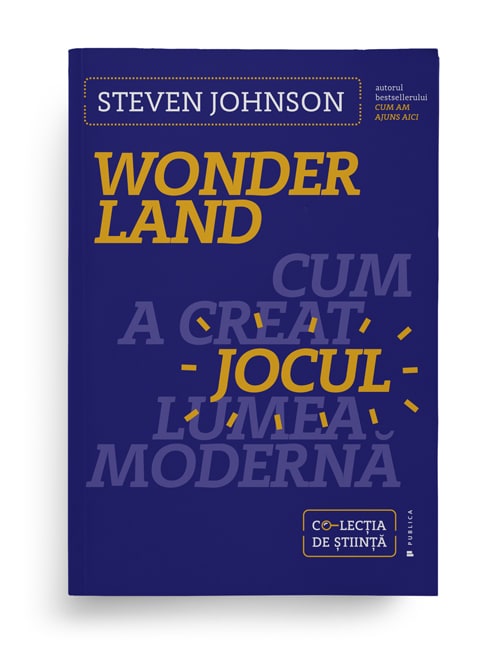 STEVEN JOHNSON
autorul
bestsellerului
CUM AM
AJUNS AICI
WONDER
LAND
CUM
A CREAT
JOCUL
LUMEA
MODERNĂ
COLECȚIA
DE ȘTIINȚĂ
PUBLICA